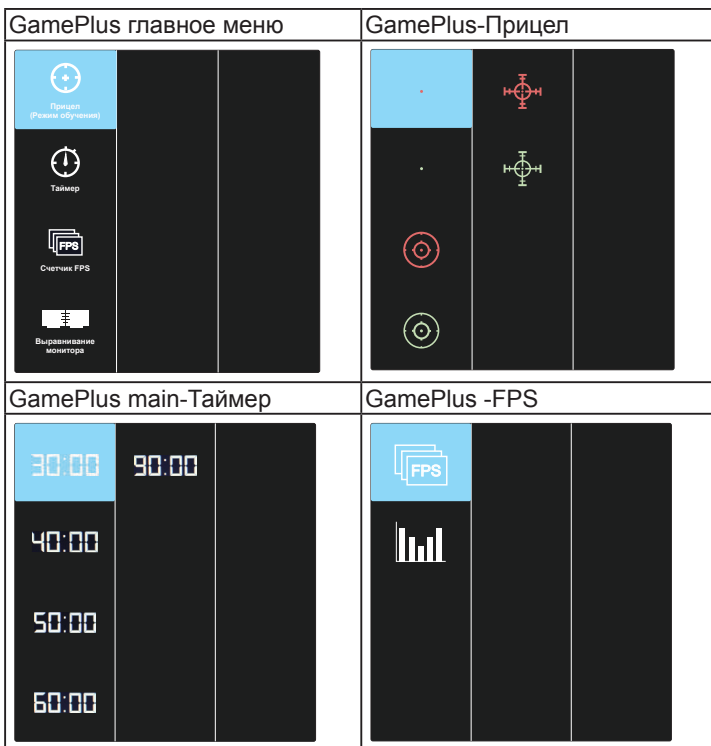 GamePlus главное меню
GamePlus-Прицел
Прицел
(Режим обучения)
Таймер
FPS
Счетчик FPS
Выравнивание
монитора
GamePlus main-Таймер
GamePlus -FPS
30:00
90:00
40:00
50:00
60:00
FPS